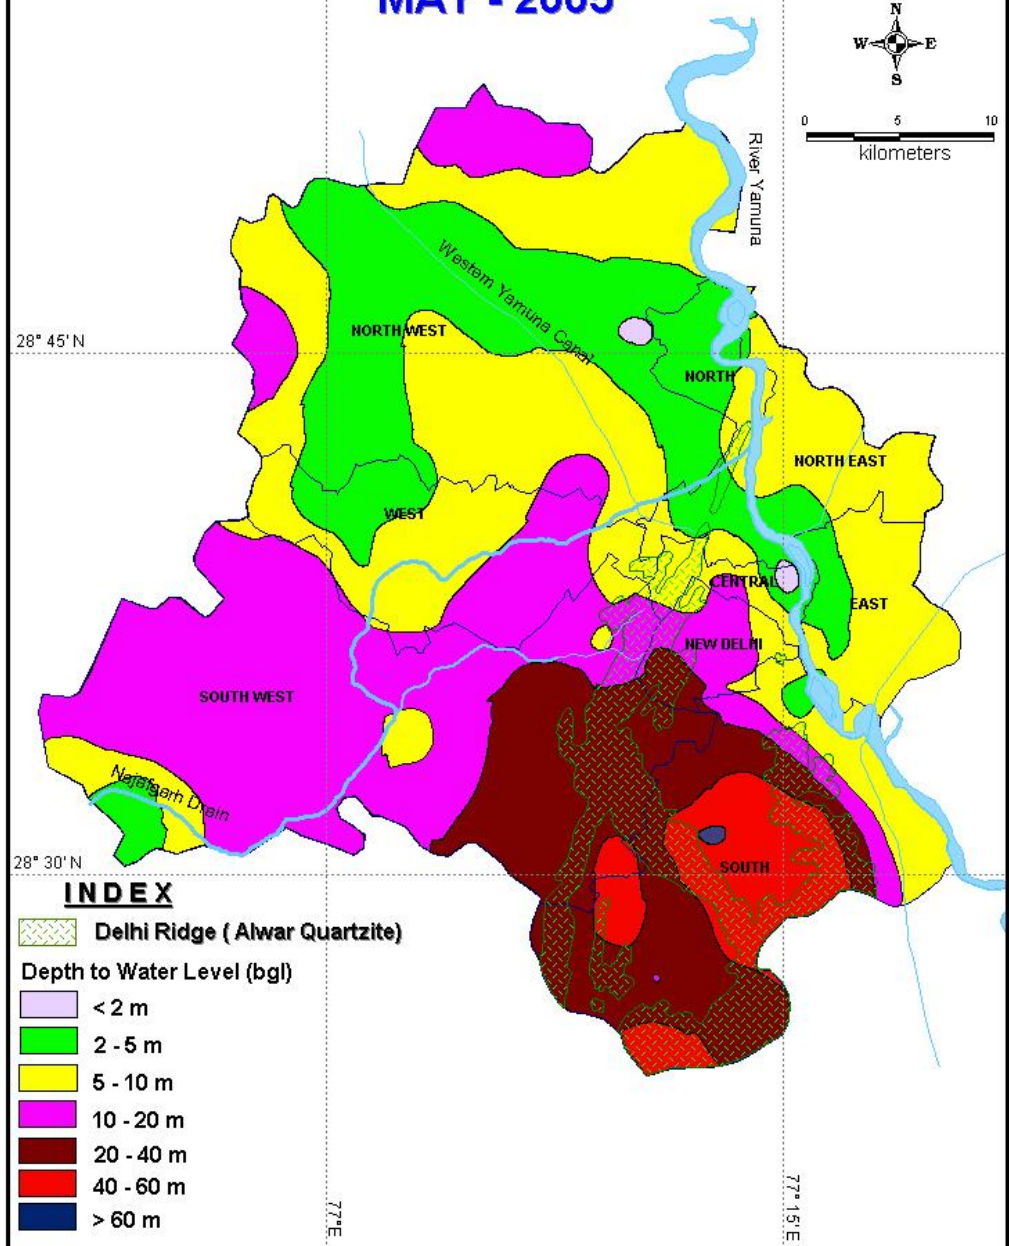 MAY - 2005
N
W E
S
0 5 10
kilometers
River Yamuna
Western Yamuna Canal
NORTH WEST
28° 45' N
NORTH
NORTH EAST
WEST
CENTRAL
EAST
NEW DELHI
SOUTH WEST
Najafgarh Drain
28° 30' N
SOUTH
INDEX
Delhi Ridge ( Alwar Quartzite)
Depth to Water Level (bgl)
< 2 m
2 - 5 m
5 - 10 m
10 - 20 m
20 - 40 m
40 - 60 m
> 60 m
77°E
77° 15' E